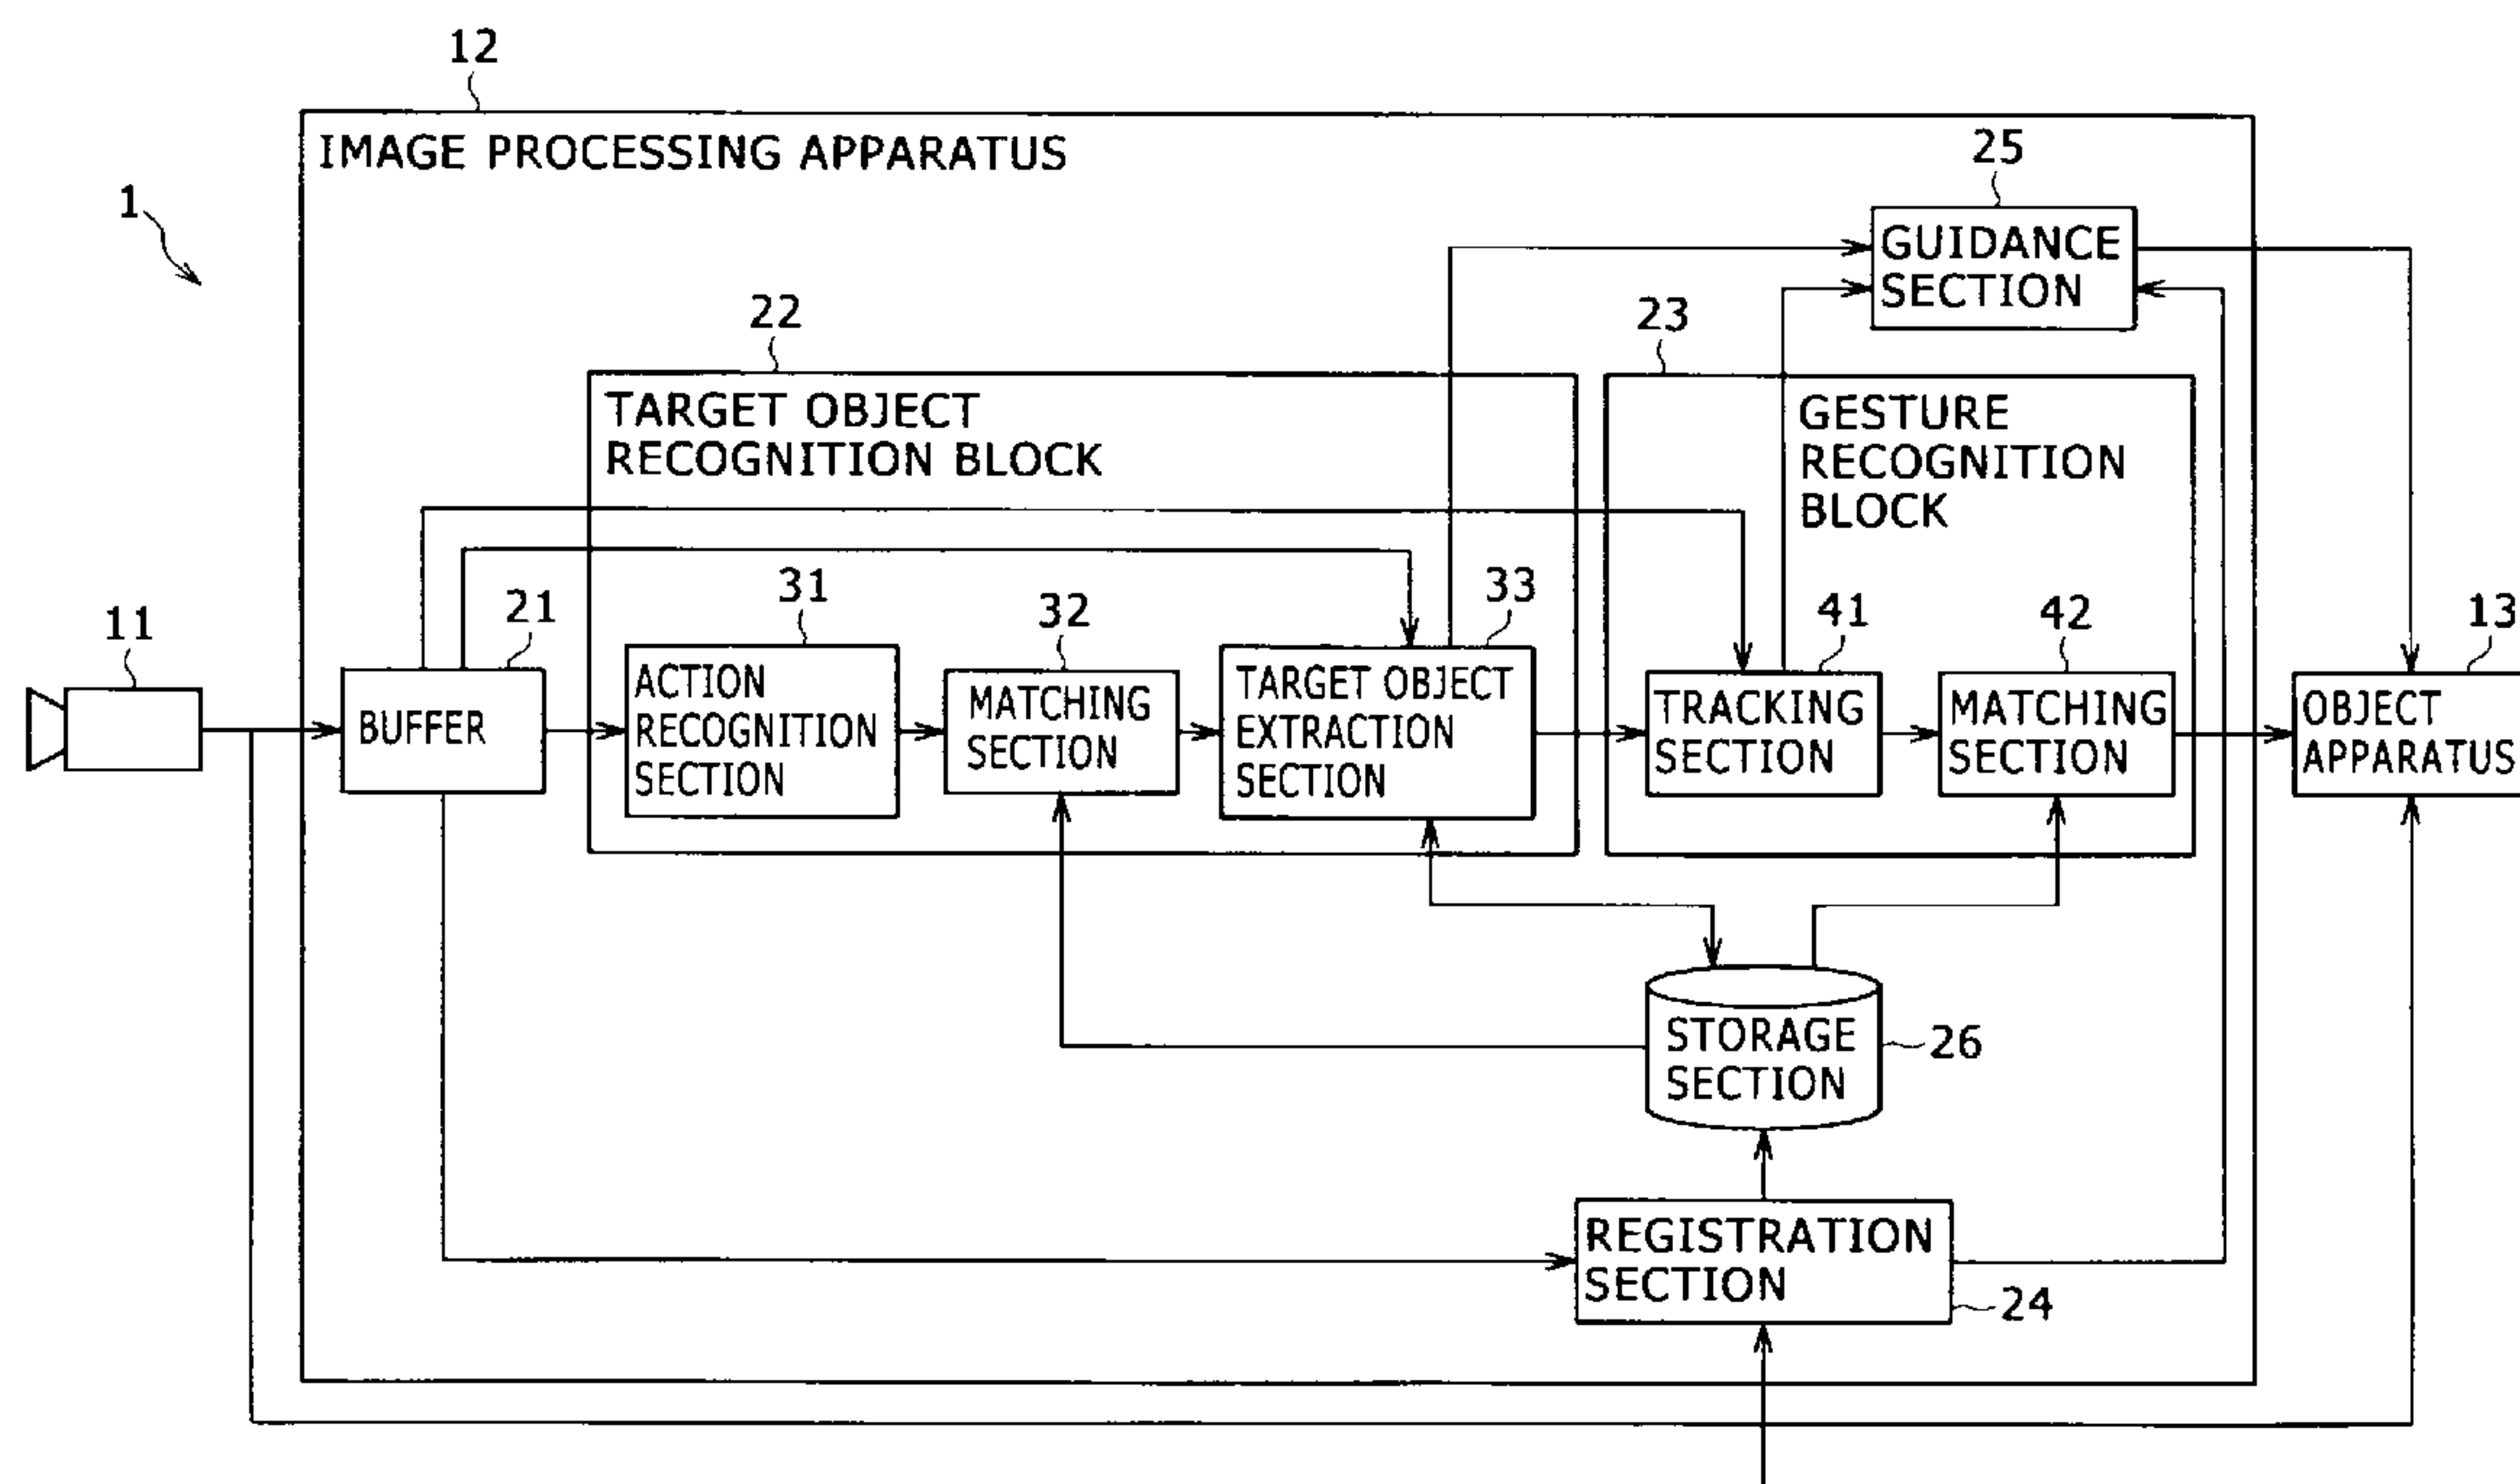 12
IMAGE PROCESSING APPARATUS
1
25
GUIDANCE
SECTION
22
23
TARGET OBJECT
RECOGNITION BLOCK
GESTURE
RECOGNITION
BLOCK
11
21
31
32
33
41
42
13
BUFFER
ACTION
RECOGNITION
SECTION
MATCHING
SECTION
TARGET OBJECT
EXTRACTION
SECTION
TRACKING
SECTION
MATCHING
SECTION
OBJECT
APPARATUS
STORAGE
SECTION
26
REGISTRATION
SECTION
24